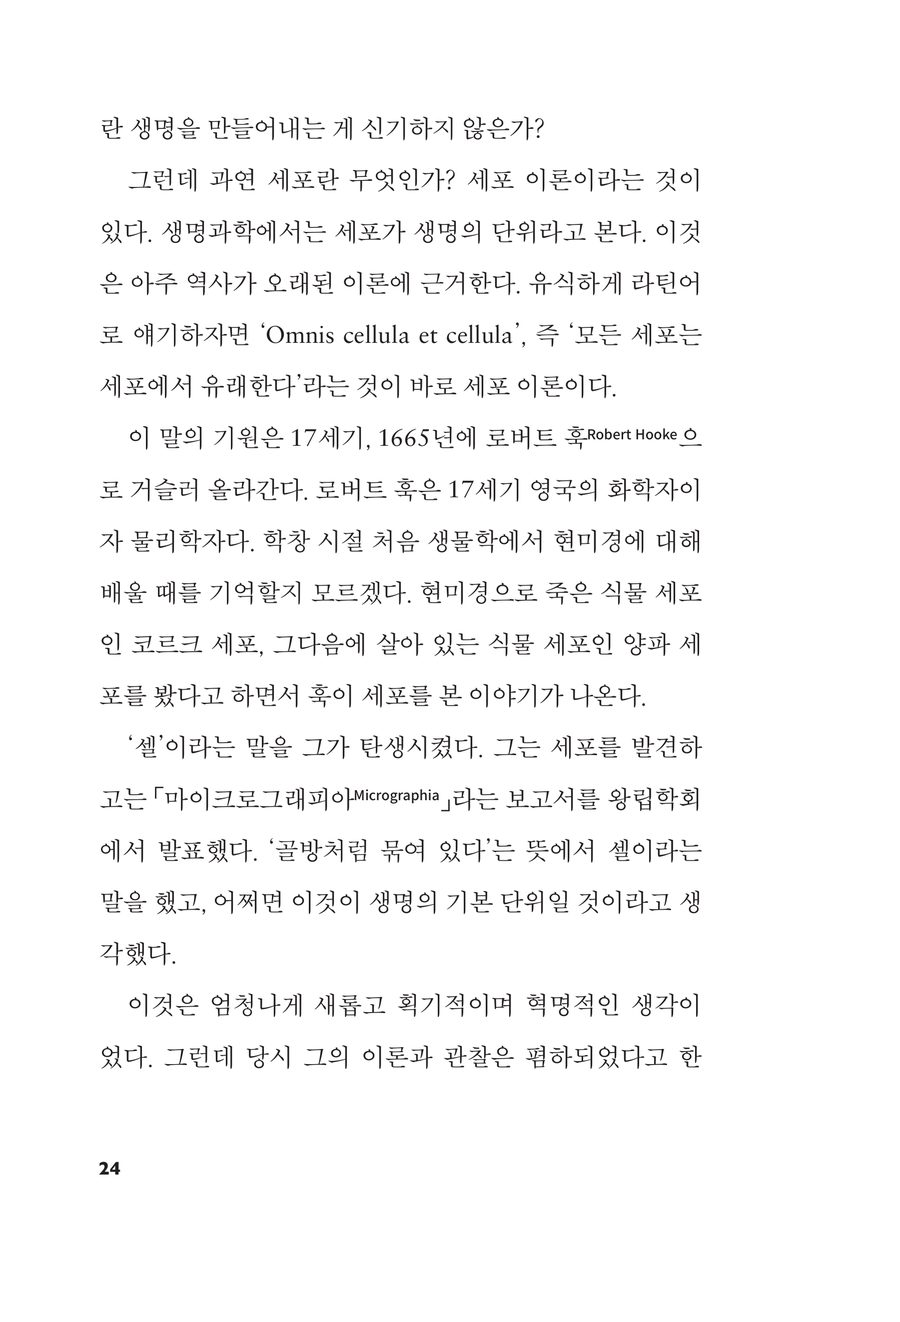 란 생명을 만들어내는 게 신기하지 않은가?
그런데 과연 세포란 무엇인가? 세포 이론이라는 것이
있다. 생명과학에서는 세포가 생명의 단위라고 본다. 이것
은 아주 역사가 오래된 이론에 근거한다. 유식하게 라틴어
로 얘기하자면 ‘Omnis cellula et cellula’, 즉 ‘모든 세포는
세포에서 유래한다’라는 것이 바로 세포 이론이다.
이 말의 기원은 17세기, 1665년에 로버트 훅Robert Hooke으
로 거슬러 올라간다. 로버트 훅은 17세기 영국의 화학자이
자 물리학자다. 학창 시절 처음 생물학에서 현미경에 대해
배울 때를 기억할지 모르겠다. 현미경으로 죽은 식물 세포
인 코르크 세포, 그다음에 살아 있는 식물 세포인 양파 세
포를 봤다고 하면서 훅이 세포를 본 이야기가 나온다.
‘셀’이라는 말을 그가 탄생시켰다. 그는 세포를 발견하
고는 「마이크로그래피아Micrographia」라는 보고서를 왕립학회
에서 발표했다. ‘골방처럼 묶여 있다’는 뜻에서 셀이라는
말을 했고, 어쩌면 이것이 생명의 기본 단위일 것이라고 생
각했다.
이것은 엄청나게 새롭고 획기적이며 혁명적인 생각이
었다. 그런데 당시 그의 이론과 관찰은 폄하되었다고 한
24